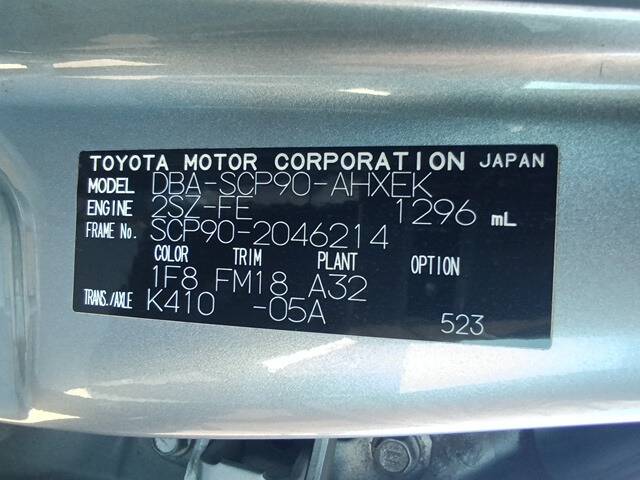 TOYOTA MOTOR CORPORATION JAPAN
MODEL DBA-SCP90-AHXEK
ENGINE 2SZ-FE 1296 mL
FRAME No. SCP90-2046214
COLOR TRIM PLANT OPTION
1F8 FM18 A32
TRANS./AXLE K410 -05A
523